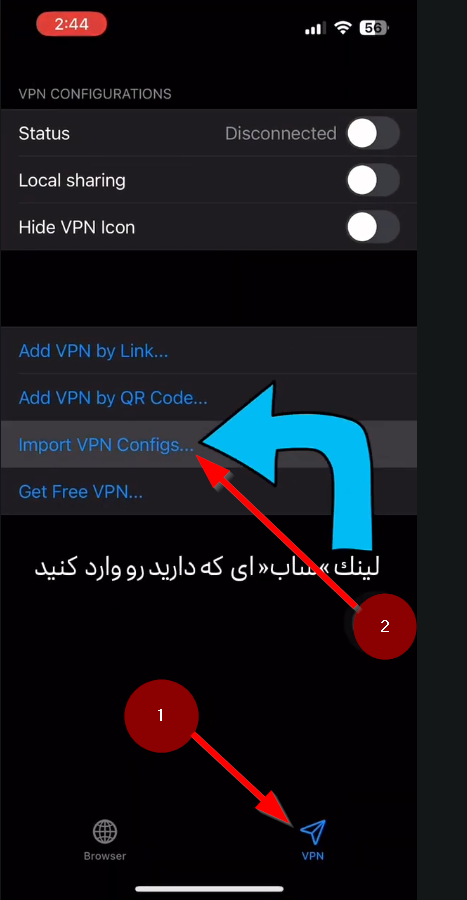 2:44
56
VPN CONFIGURATIONS
Status Disconnected
Local sharing
Hide VPN Icon
Add VPN by Link...
Add VPN by QR Code...
Import VPN Configs...
Get Free VPN...
لینك »ساب« ای که دارید رو وارد کنید
2
1
Browser VPN